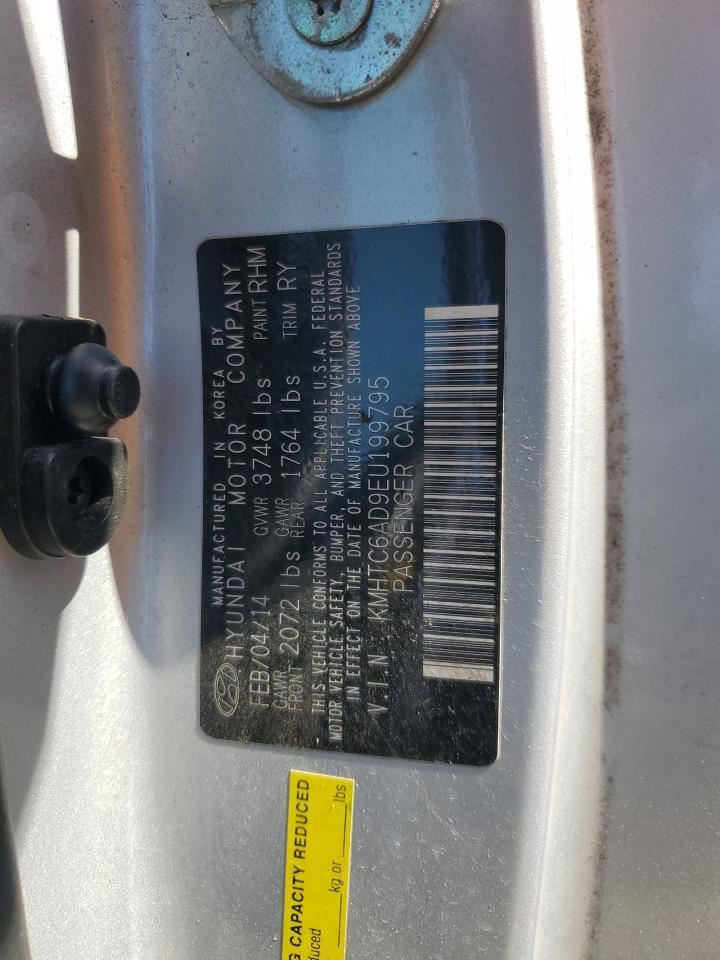 MANUFACTURED IN KOREA BY
HYUNDAI MOTOR COMPANY
FEB/04/14 GVWR 3748 lbs PAINT RHM
GAWR FRONT 2072 lbs GAWR REAR 1764 lbs TRIM RY
THIS VEHICLE CONFORMS TO ALL APPLICABLE U.S.A. FEDERAL
MOTOR VEHICLE SAFETY, BUMPER, AND THEFT PREVENTION STANDARDS
IN EFFECT ON THE DATE OF MANUFACTURE SHOWN ABOVE
V.I.N KMHTC6AD9EU199795
PASSENGER CAR
G CAPACITY REDUCED
duced kg or lbs